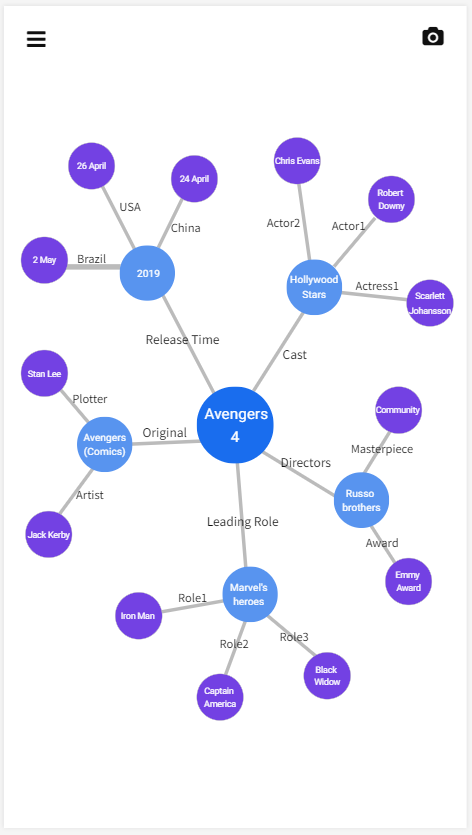 26 April
24 April
USA
China
2 May
Brazil
2019
Release Time
Chris Evans
Robert
Downy
Actor2
Actor1
Hollywood
Stars
Actress1
Scarlett
Johansson
Cast
Stan Lee
Plotter
Avengers
(Comics)
Original
Artist
Jack Kerby
Avengers
4
Community
Masterpiece
Directors
Russo
brothers
Award
Emmy
Award
Leading Role
Marvel's
heroes
Role1
Iron Man
Role2
Role3
Captain
America
Black
Widow